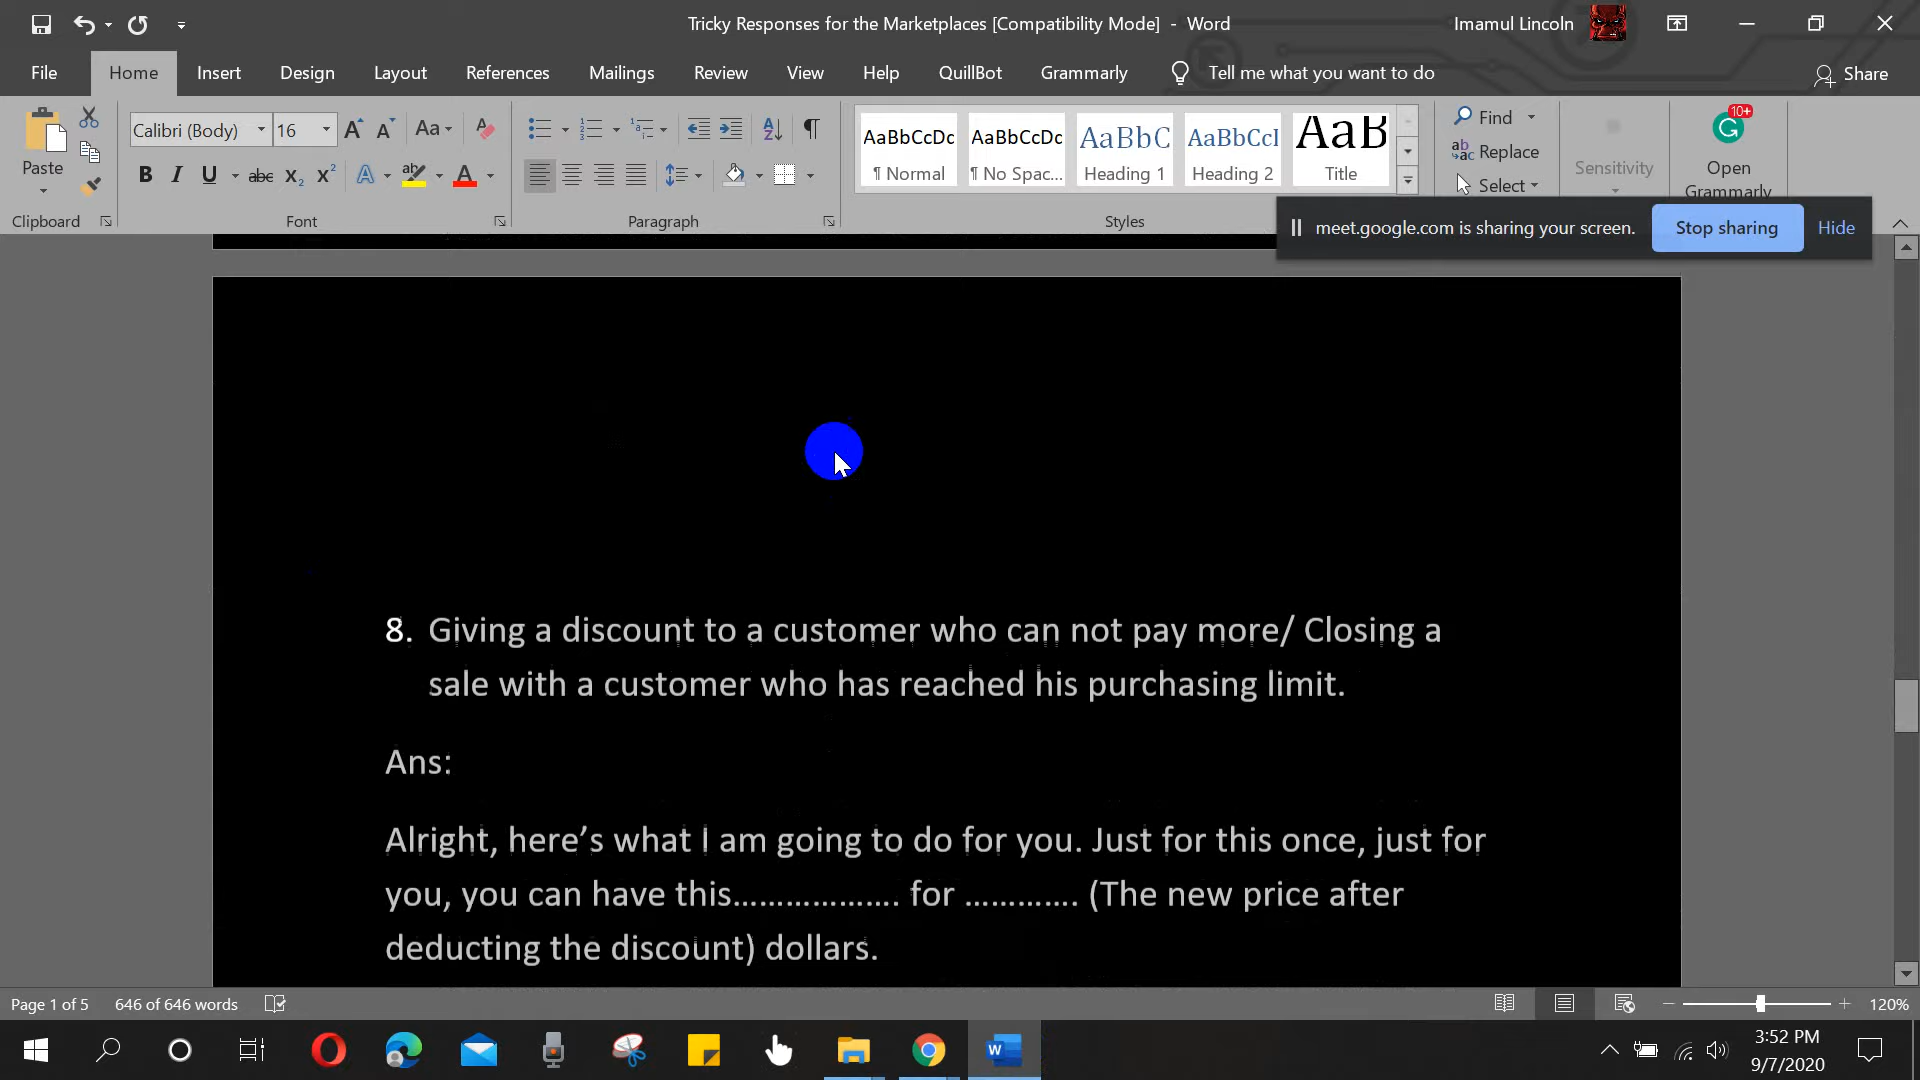 Tricky Responses for the Marketplaces [Compatibility Mode] - Word
Imamul Lincoln
File
Home
Insert
Design
Layout
References
Mailings
Review
View
Help
QuillBot
Grammarly
Tell me what you want to do
Share
Paste
Calibri (Body)
16
Aa
AaBbCcDc
AaBbCcDc
AaBbC
AaBbCcI
AaB
¶ Normal
¶ No Spac...
Heading 1
Heading 2
Title
Find
Replace
Select
Sensitivity
10+
Open
Grammarly
Clipboard
Font
Paragraph
Styles
meet.google.com is sharing your screen.
Stop sharing
Hide
8. Giving a discount to a customer who can not pay more/ Closing a
sale with a customer who has reached his purchasing limit.
Ans:
Alright, here’s what I am going to do for you. Just for this once, just for
you, you can have this………………. for …………. (The new price after
deducting the discount) dollars.
Page 1 of 5
646 of 646 words
120%
3:52 PM
9/7/2020